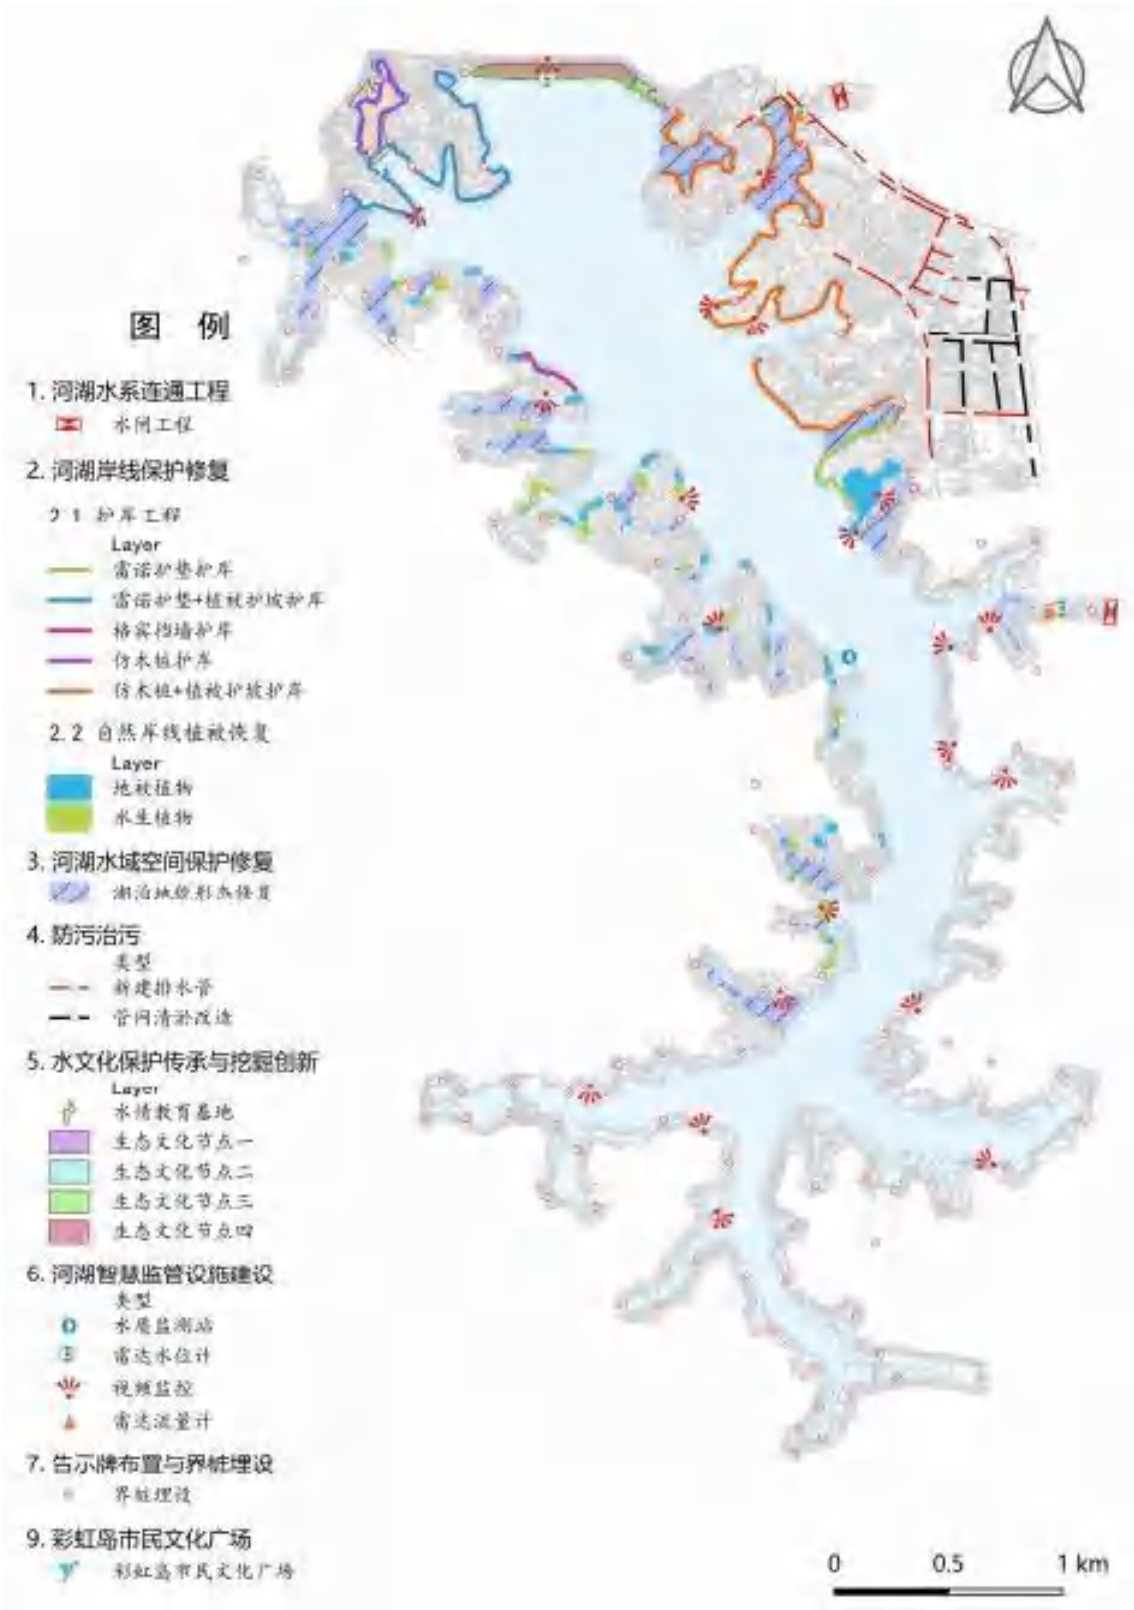 图 例
1. 河湖水系连通工程
水闸工程
2. 河湖岸线保护修复
2.1 护岸工程
Layer
雷诺护垫护岸
雷诺护垫+植被护坡护岸
格宾挡墙护岸
仿木桩护岸
仿木桩+植被护坡护岸
2.2 自然岸线植被恢复
Layer
地被植物
水生植物
3. 河湖水域空间保护修复
湖泊地貌形态修复
4. 防污治污
类型
新建排水管
管网清淤改造
5. 水文化保护传承与挖掘创新
Layer
水情教育基地
生态文化节点一
生态文化节点二
生态文化节点三
生态文化节点四
6. 河湖智慧监管设施建设
类型
水质监测站
雷达水位计
视频监控
雷达流量计
7. 告示牌布置与界桩埋设
界桩埋设
9. 彩虹岛市民文化广场
彩虹岛市民文化广场
0 0.5 1 km